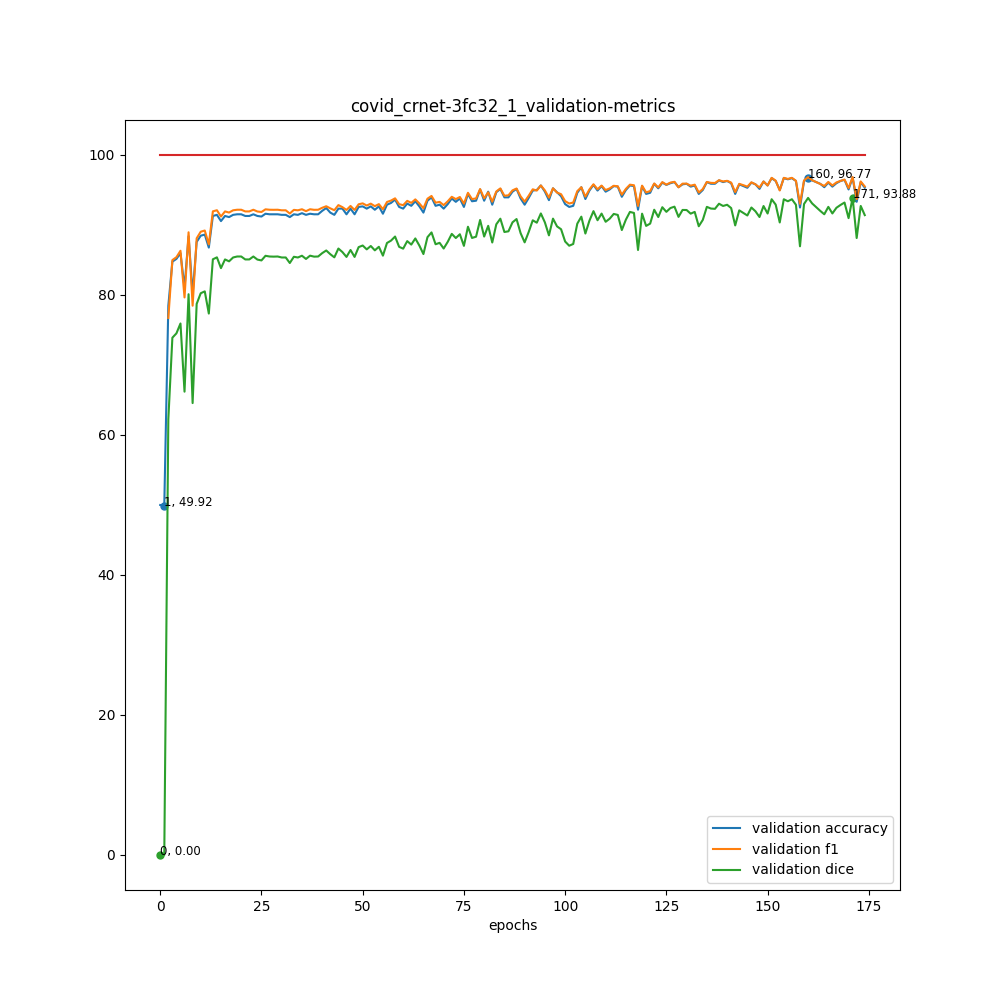 covid_crnet-3fc32_1_validation-metrics
100
160, 96.77
171, 93.88
80
60
1, 49.92
40
20
validation accuracy
validation f1
validation dice
0
0, 0.00
0 25 50 75 100 125 150 175
epochs